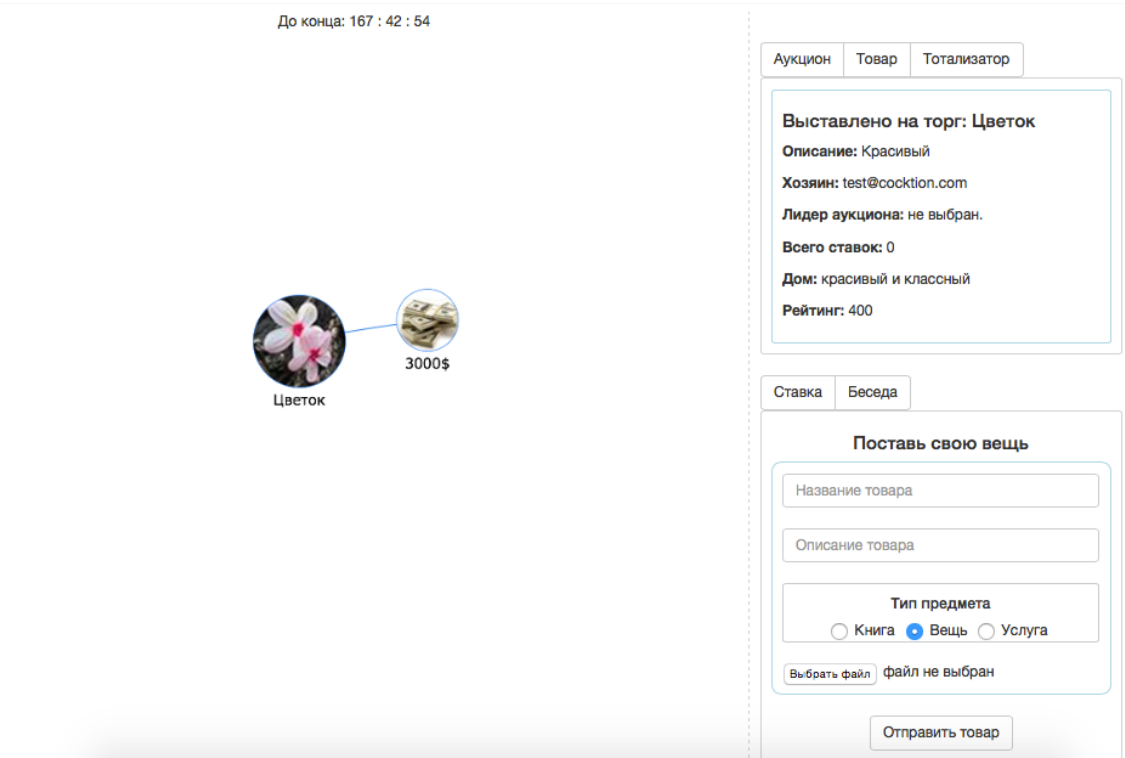 До конца: 167 : 42 : 54
3000$
Цветок
Аукцион Товар Тотализатор
Выставлено на торг: Цветок
Описание: Красивый
Хозяин: test@cocktion.com
Лидер аукциона: не выбран.
Всего ставок: 0
Дом: красивый и классный
Рейтинг: 400
Ставка Беседа
Поставь свою вещь
Название товара
Описание товара
Тип предмета
Книга Вещь Услуга
Выбрать файл файл не выбран
Отправить товар